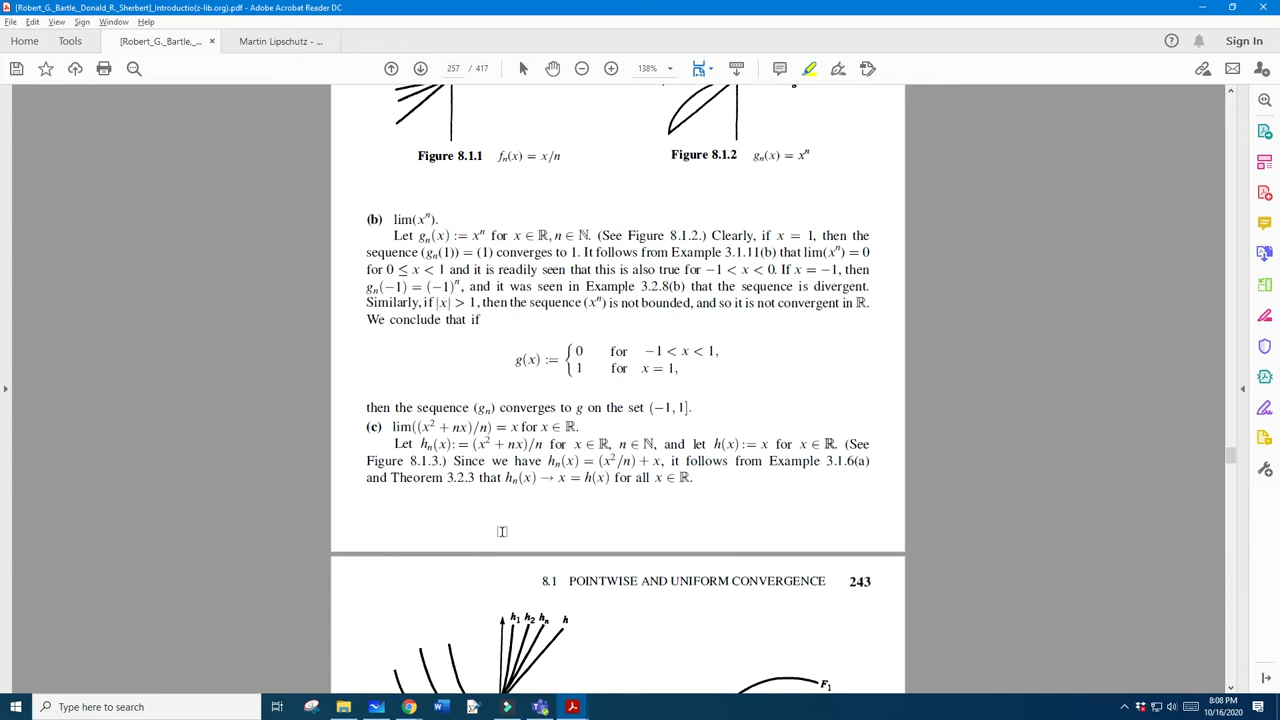 [Robert_G._Bartle,_Donald_R._Sherbert]_Introductio(z-lib.org).pdf - Adobe Acrobat Reader DC
File Edit View Sign Window Help
Home Tools [Robert_G._Bartle,_... × Martin Lipschutz - ... Sign In
257 / 417 138%
Figure 8.1.1 fₙ(x) = x/n
Figure 8.1.2 gₙ(x) = xⁿ
(b) lim(xⁿ).
Let gₙ(x) := xⁿ for x ∈ ℝ, n ∈ ℕ. (See Figure 8.1.2.) Clearly, if x = 1, then the
sequence (gₙ(1)) = (1) converges to 1. It follows from Example 3.1.11(b) that lim(xⁿ) = 0
for 0 ≤ x < 1 and it is readily seen that this is also true for −1 < x < 0. If x = −1, then
gₙ(−1) = (−1)ⁿ, and it was seen in Example 3.2.8(b) that the sequence is divergent.
Similarly, if |x| > 1, then the sequence (xⁿ) is not bounded, and so it is not convergent in ℝ.
We conclude that if
g(x) := { 0 for −1 < x < 1,
1 for x = 1,
then the sequence (gₙ) converges to g on the set (−1, 1].
(c) lim((x² + nx)/n) = x for x ∈ ℝ.
Let hₙ(x) := (x² + nx)/n for x ∈ ℝ, n ∈ ℕ, and let h(x) := x for x ∈ ℝ. (See
Figure 8.1.3.) Since we have hₙ(x) = (x²/n) + x, it follows from Example 3.1.6(a)
and Theorem 3.2.3 that hₙ(x) → x = h(x) for all x ∈ ℝ.
8.1 POINTWISE AND UNIFORM CONVERGENCE 243
h₁ h₂ hₙ h
F₁
Type here to search
8:08 PM
10/16/2020